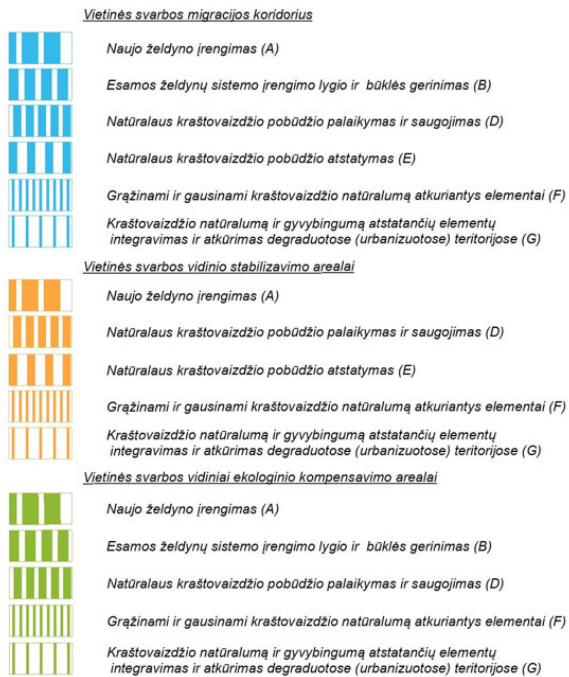 Vietinės svarbos migracijos koridorius
Naujo želdyno įrengimas (A)
Esamos želdynų sistemo įrengimo lygio ir būklės gerinimas (B)
Natūralaus kraštovaizdžio pobūdžio palaikymas ir saugojimas (D)
Natūralaus kraštovaizdžio pobūdžio atstatymas (E)
Grąžinami ir gausinami kraštovaizdžio natūralumą atkuriantys elementai (F)
Kraštovaizdžio natūralumą ir gyvybingumą atstatančių elementų
integravimas ir atkūrimas degraduotose (urbanizuotose) teritorijose (G)
Vietinės svarbos vidinio stabilizavimo arealai
Naujo želdyno įrengimas (A)
Natūralaus kraštovaizdžio pobūdžio palaikymas ir saugojimas (D)
Natūralaus kraštovaizdžio pobūdžio atstatymas (E)
Grąžinami ir gausinami kraštovaizdžio natūralumą atkuriantys elementai (F)
Kraštovaizdžio natūralumą ir gyvybingumą atstatančių elementų
integravimas ir atkūrimas degraduotose (urbanizuotose) teritorijose (G)
Vietinės svarbos vidiniai ekologinio kompensavimo arealai
Naujo želdyno įrengimas (A)
Esamos želdynų sistemo įrengimo lygio ir būklės gerinimas (B)
Natūralaus kraštovaizdžio pobūdžio palaikymas ir saugojimas (D)
Grąžinami ir gausinami kraštovaizdžio natūralumą atkuriantys elementai (F)
Kraštovaizdžio natūralumą ir gyvybingumą atstatančių elementų
integravimas ir atkūrimas degraduotose (urbanizuotose) teritorijose (G)